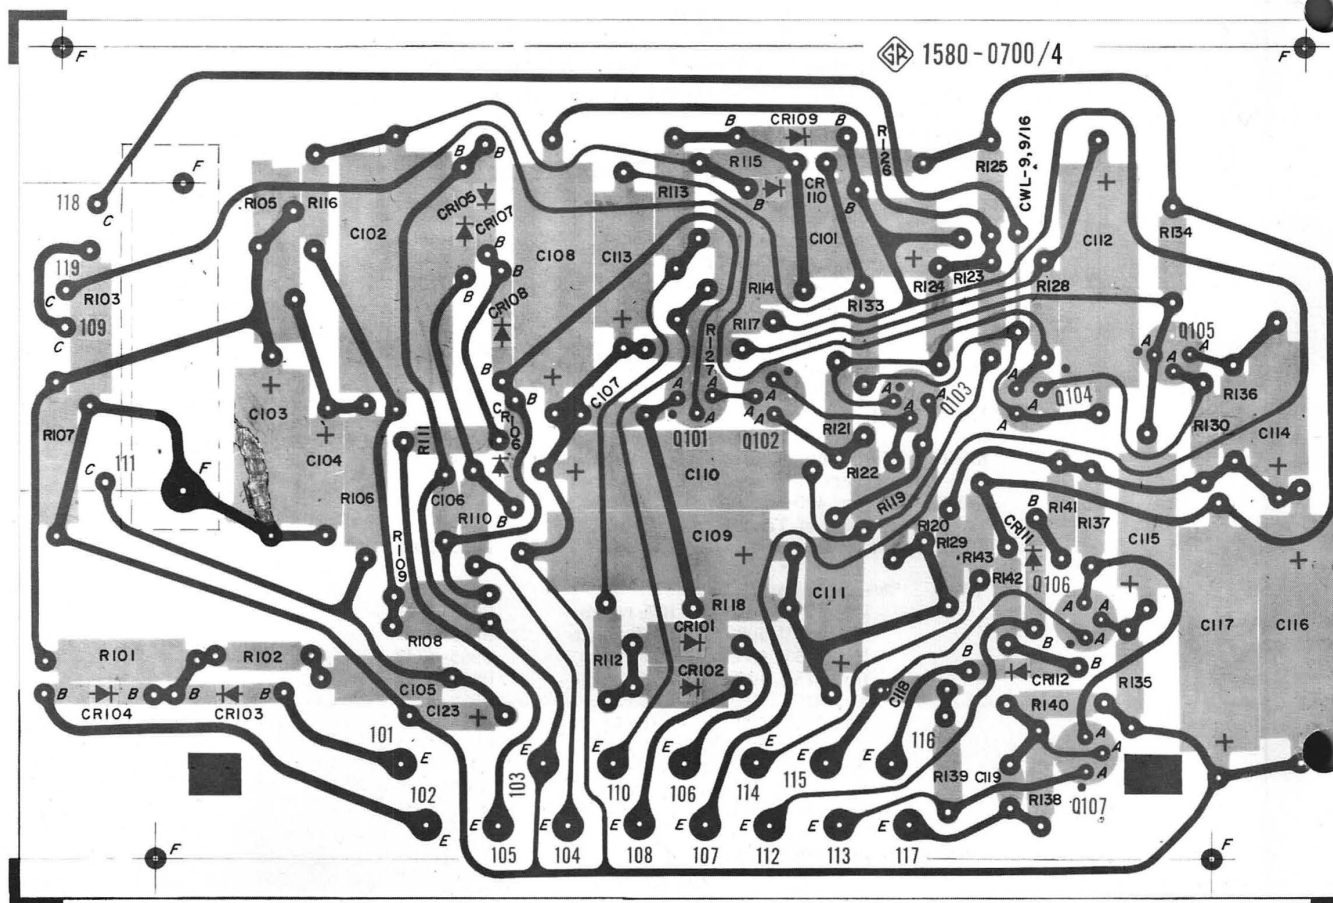 GR 1580-0700/4
F
F
CR109
B
B
R126
R125
CWL-9,9/16
118
C
F
R105
R116
C102
B
B
CR105
CR107
C108
C113
R113
R115
B
CR110
B
C101
R124
R123
R128
C112
R134
119
R103
C
109
C
B
B
CR108
R114
R117
R127
R133
Q105
A
A
A
R107
C103
C104
B
C
R106
C107
A
A
A
A
A
Q101
Q102
R121
R122
A
A
A
Q103
A
A
A
Q104
R130
R136
C114
111
C
F
R106
R111
C106
R110
B
R109
C110
C109
R119
R120
R129
R143
R142
CR111
B
R141
R137
C115
Q106
A
A
A
C111
R101
R102
R108
C105
C123
R112
R118
CR101
CR102
C118
B
B
CR112
R140
R135
C117
C116
B
CR104
B
B
CR103
B
101
E
102
E
103
E
105
E
104
E
110
E
106
E
108
E
107
E
114
E
115
E
116
E
112
E
113
E
117
E
R139
C119
R138
A
A
A
Q107
F
F